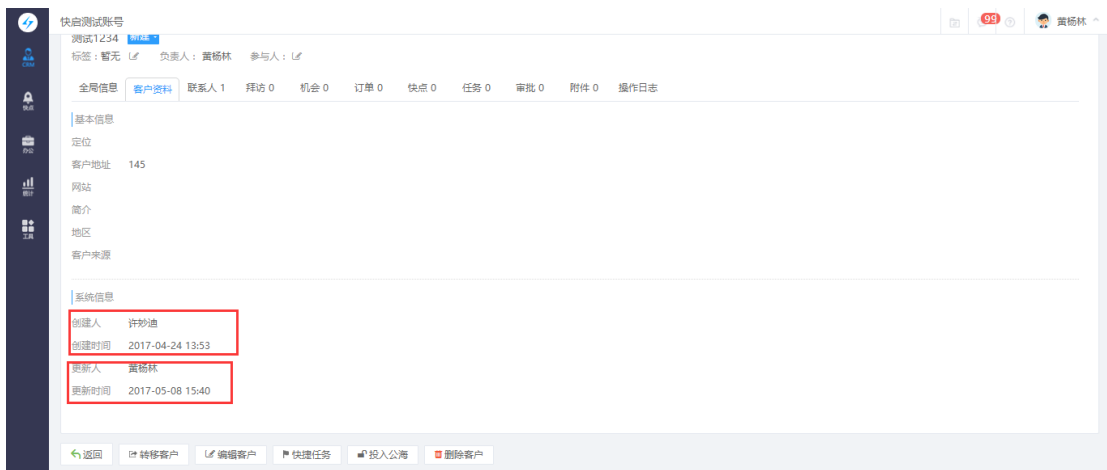 快启测试账号
99
黄杨林
测试1234 新建
标签：暂无 负责人：黄杨林 参与人：
全局信息 客户资料 联系人 1 拜访 0 机会 0 订单 0 快点 0 任务 0 审批 0 附件 0 操作日志
CRM
快点
办公
统计
工具
基本信息
定位
客户地址 145
网站
简介
地区
客户来源
系统信息
创建人 许妙迪
创建时间 2017-04-24 13:53
更新人 黄杨林
更新时间 2017-05-08 15:40
返回 转移客户 编辑客户 快捷任务 投入公海 删除客户